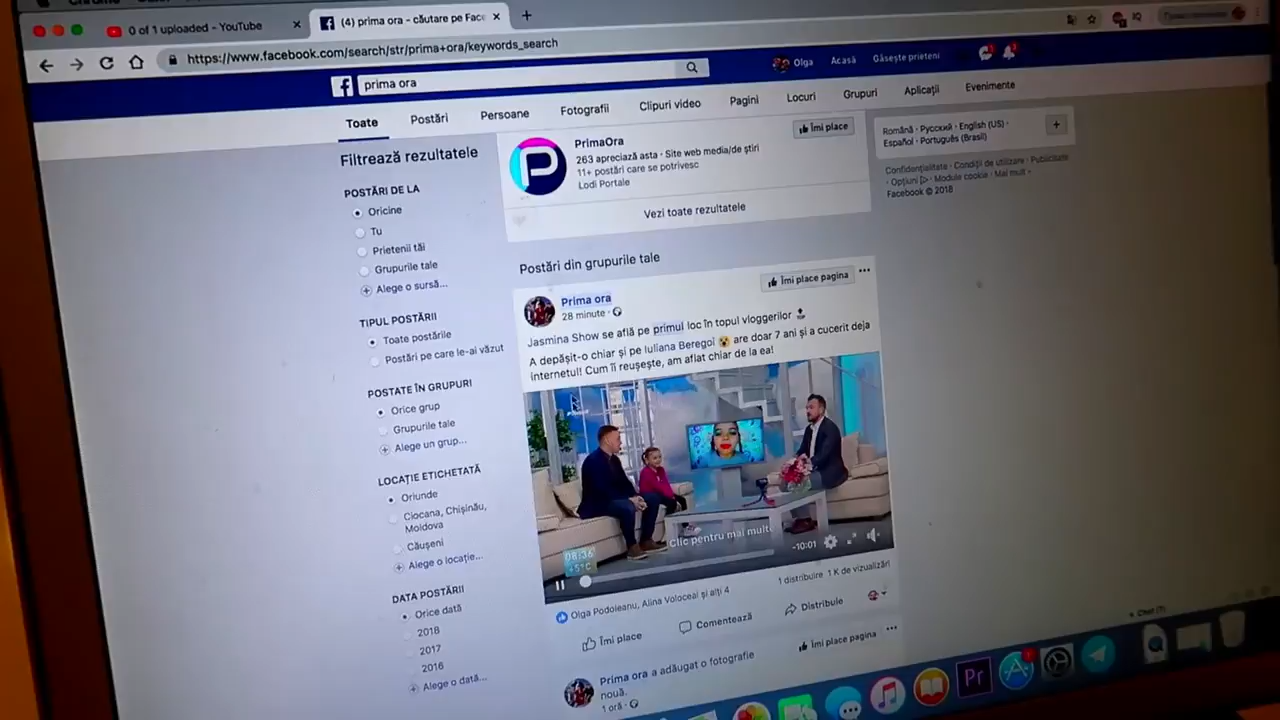 0 of 1 uploaded - YouTube
(4) prima ora - căutare pe Face
https://www.facebook.com/search/str/prima+ora/keywords_search
prima ora
Olga
Acasă
Găsește prieteni
Toate
Postări
Persoane
Fotografii
Clipuri video
Pagini
Locuri
Grupuri
Aplicații
Evenimente
Filtrează rezultatele
POSTĂRI DE LA
Oricine
Tu
Prietenii tăi
Grupurile tale
Alege o sursă...
TIPUL POSTĂRII
Toate postările
Postări pe care le-ai văzut
POSTATE ÎN GRUPURI
Orice grup
Grupurile tale
Alege un grup...
LOCAȚIE ETICHETATĂ
Oriunde
Ciocana, Chișinău,
Moldova
Căușeni
Alege o locație...
DATA POSTĂRII
Orice dată
2018
2017
2016
Alege o dată...
PrimaOra
263 apreciază asta · Site web media/de știri
11+ postări care se potrivesc
Lodi Portale
Îmi place
Vezi toate rezultatele
Postări din grupurile tale
Prima ora
28 minute ·
Îmi place pagina
Jasmina Show se află pe primul loc în topul vloggerilor
A depășit-o chiar și pe Iuliana Beregoi 😮 are doar 7 ani și a cucerit deja
internetul! Cum îi reușește, am aflat chiar de la ea!
Clic pentru mai mult
08:36
+5°C
-10:01
Olga Podoleanu, Alina Voloceai și alți 4
1 distribuire 1 K de vizualizări
Îmi place
Comentează
Distribuie
Prima ora a adăugat o fotografie
nouă.
1 oră ·
Îmi place pagina
Română · Русский · English (US) ·
Español · Português (Brasil)
Confidențialitate · Condiții de utilizare · Publicitate
· Opțiuni · Module cookie · Mai mult
Facebook © 2018
Chat (7)
Pr